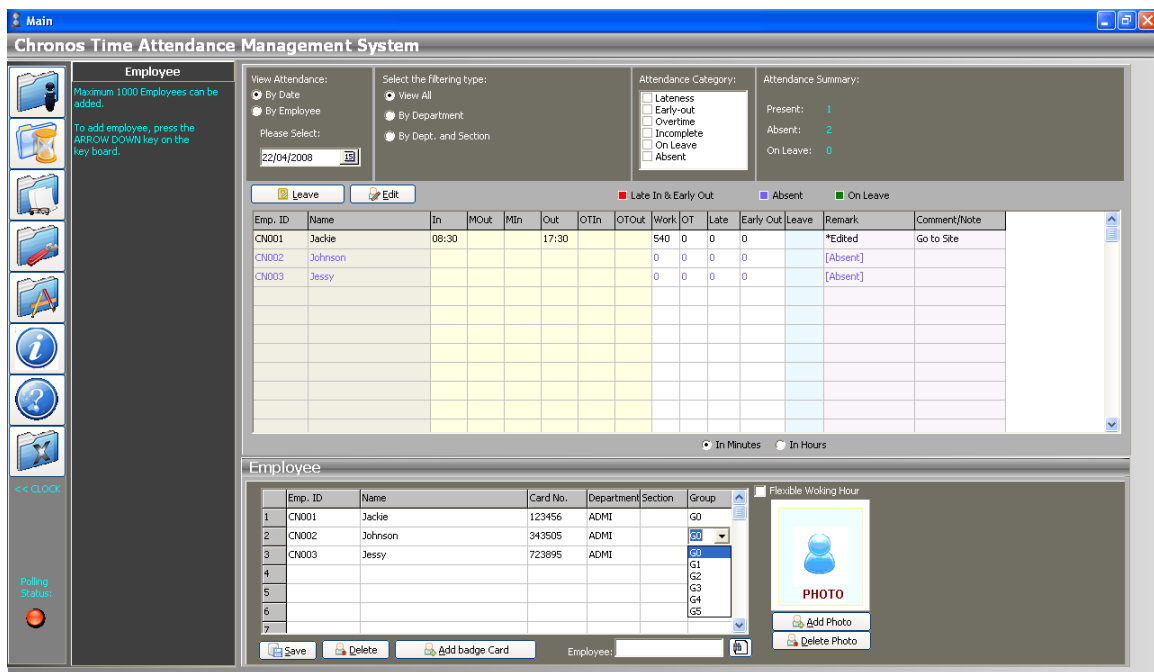 Main
Chronos Time Attendance Management System
Employee
Maximum 1000 Employees can be
added.
To add employee, press the
ARROW DOWN key on the
key board.
<< CLOCK
Polling
Status:
View Attendance:
By Date
By Employee
Please Select:
22/04/2008
15
Select the filtering type:
View All
By Department
By Dept. and Section
Attendance Category:
Lateness
Early-out
Overtime
Incomplete
On Leave
Absent
Attendance Summary:
Present: 1
Absent: 2
On Leave: 0
Leave Edit Late In & Early Out Absent On Leave
Emp. ID Name In MOut MIn Out OTIn OTOut Work OT Late Early Out Leave Remark Comment/Note
CN001 Jackie 08:30 17:30 540 0 0 0 *Edited Go to Site
CN002 Johnson 0 0 0 0 [Absent]
CN003 Jessy 0 0 0 0 [Absent]
In Minutes In Hours
Employee
Emp. ID Name Card No. Department Section Group
1 CN001 Jackie 123456 ADMI G0
2 CN002 Johnson 343505 ADMI G0
3 CN003 Jessy 723895 ADMI
4
5
6
7
G0
G1
G2
G3
G4
G5
Save Delete Add badge Card Employee:
Flexible Woking Hour
PHOTO
Add Photo
Delete Photo